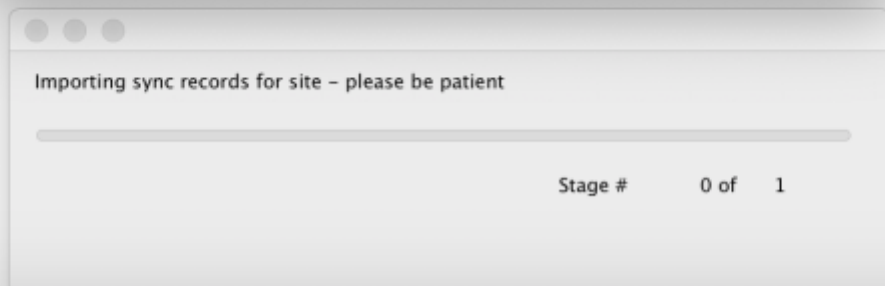 Importing sync records for site – please be patient
Stage # 0 of 1